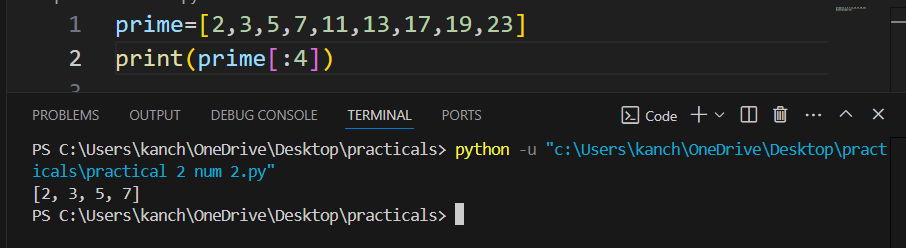 1 prime=[2,3,5,7,11,13,17,19,23]
2 print(prime[:4])
3
PROBLEMS OUTPUT DEBUG CONSOLE TERMINAL PORTS Code
PS C:\Users\kanch\OneDrive\Desktop\practicals> python -u "c:\Users\kanch\OneDrive\Desktop\pract
icals\practical 2 num 2.py"
[2, 3, 5, 7]
PS C:\Users\kanch\OneDrive\Desktop\practicals>